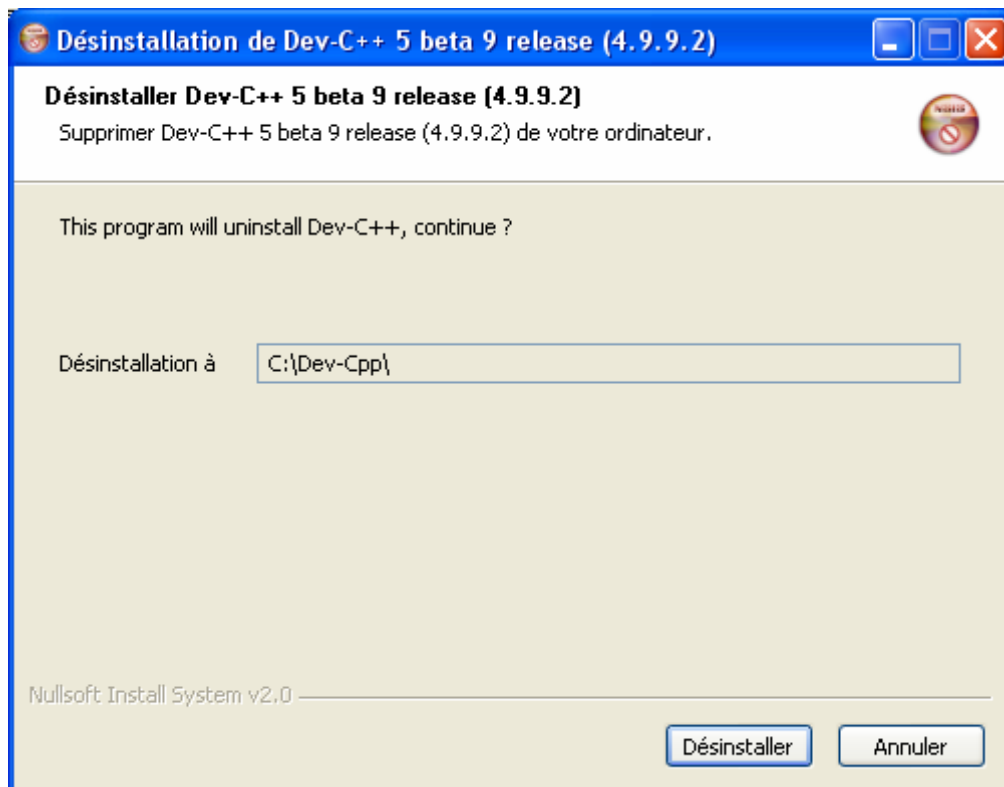 Désinstallation de Dev-C++ 5 beta 9 release (4.9.9.2)
Désinstaller Dev-C++ 5 beta 9 release (4.9.9.2)
Supprimer Dev-C++ 5 beta 9 release (4.9.9.2) de votre ordinateur.
NSIS
This program will uninstall Dev-C++, continue ?
Désinstallation à
C:\Dev-Cpp\
Nullsoft Install System v2.0
Désinstaller
Annuler